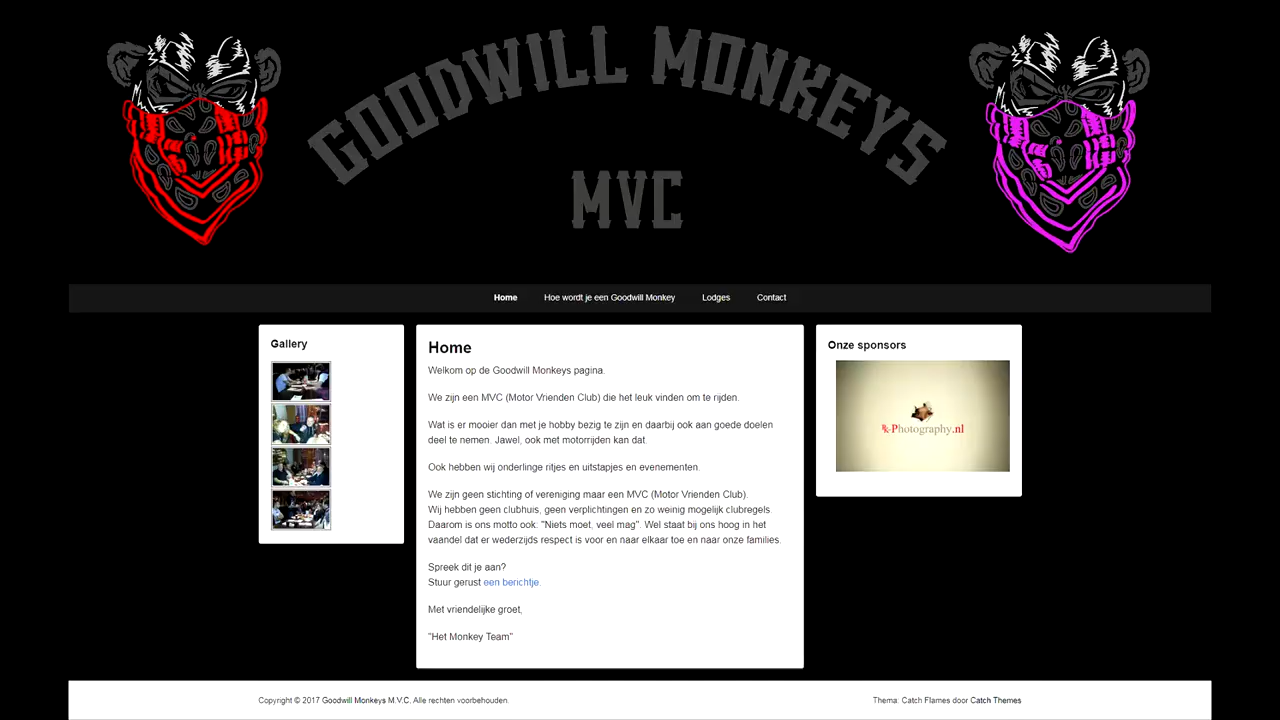 GOODWILL MONKEYS
MVC
Home
Hoe wordt je een Goodwill Monkey
Lodges
Contact
Gallery
Home
Welkom op de Goodwill Monkeys pagina.
We zijn een MVC (Motor Vrienden Club) die het leuk vinden om te rijden.
Wat is er mooier dan met je hobby bezig te zijn en daarbij ook aan goede doelen
deel te nemen. Jawel, ook met motorrijden kan dat.
Ook hebben wij onderlinge ritjes en uitstapjes en evenementen.
We zijn geen stichting of vereniging maar een MVC (Motor Vrienden Club).
Wij hebben geen clubhuis, geen verplichtingen en zo weinig mogelijk clubregels.
Daarom is ons motto ook: "Niets moet, veel mag". Wel staat bij ons hoog in het
vaandel dat er wederzijds respect is voor en naar elkaar toe en naar onze families.
Spreek dit je aan?
Stuur gerust een berichtje.
Met vriendelijke groet,
"Het Monkey Team"
Onze sponsors
k-Photography.nl
Copyright © 2017 Goodwill Monkeys M.V.C. Alle rechten voorbehouden.
Thema: Catch Flames door Catch Themes